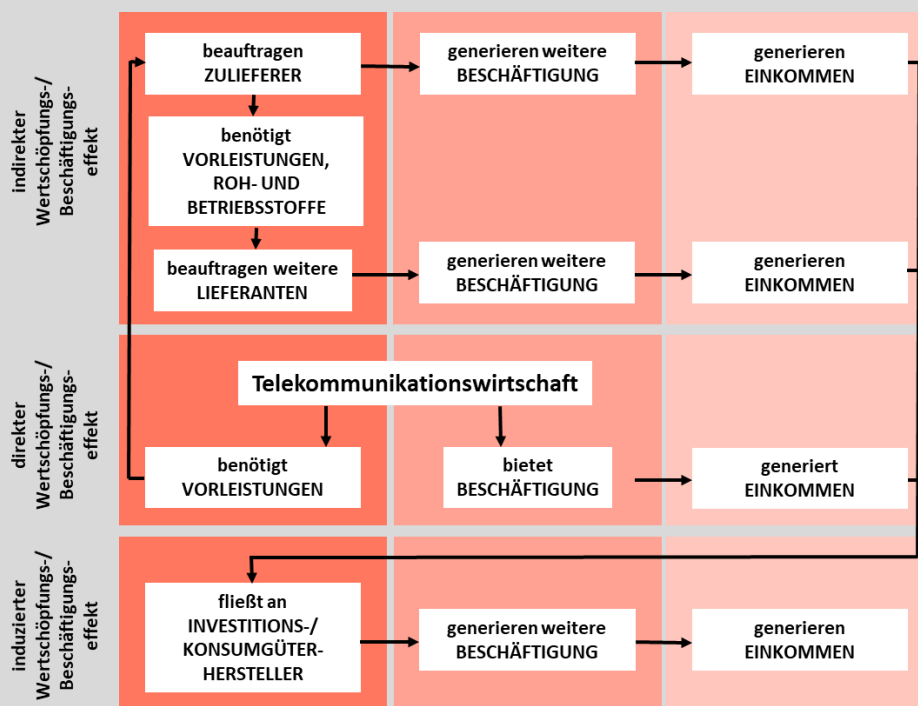 indirekter
Wertschöpfungs-/
Beschäftigungs-
effekt
beauftragen
ZULIEFERER
generieren weitere
BESCHÄFTIGUNG
generieren
EINKOMMEN
benötigt
VORLEISTUNGEN,
ROH- UND
BETRIEBSSTOFFE
beauftragen weitere
LIEFERANTEN
generieren weitere
BESCHÄFTIGUNG
generieren
EINKOMMEN
direkter
Wertschöpfungs-/
Beschäftigungs-
effekt
Telekommunikationswirtschaft
benötigt
VORLEISTUNGEN
bietet
BESCHÄFTIGUNG
generiert
EINKOMMEN
induzierter
Wertschöpfungs-/
Beschäftigungs-
effekt
fließt an
INVESTITIONS-/
KONSUMGÜTER-
HERSTELLER
generieren weitere
BESCHÄFTIGUNG
generieren
EINKOMMEN